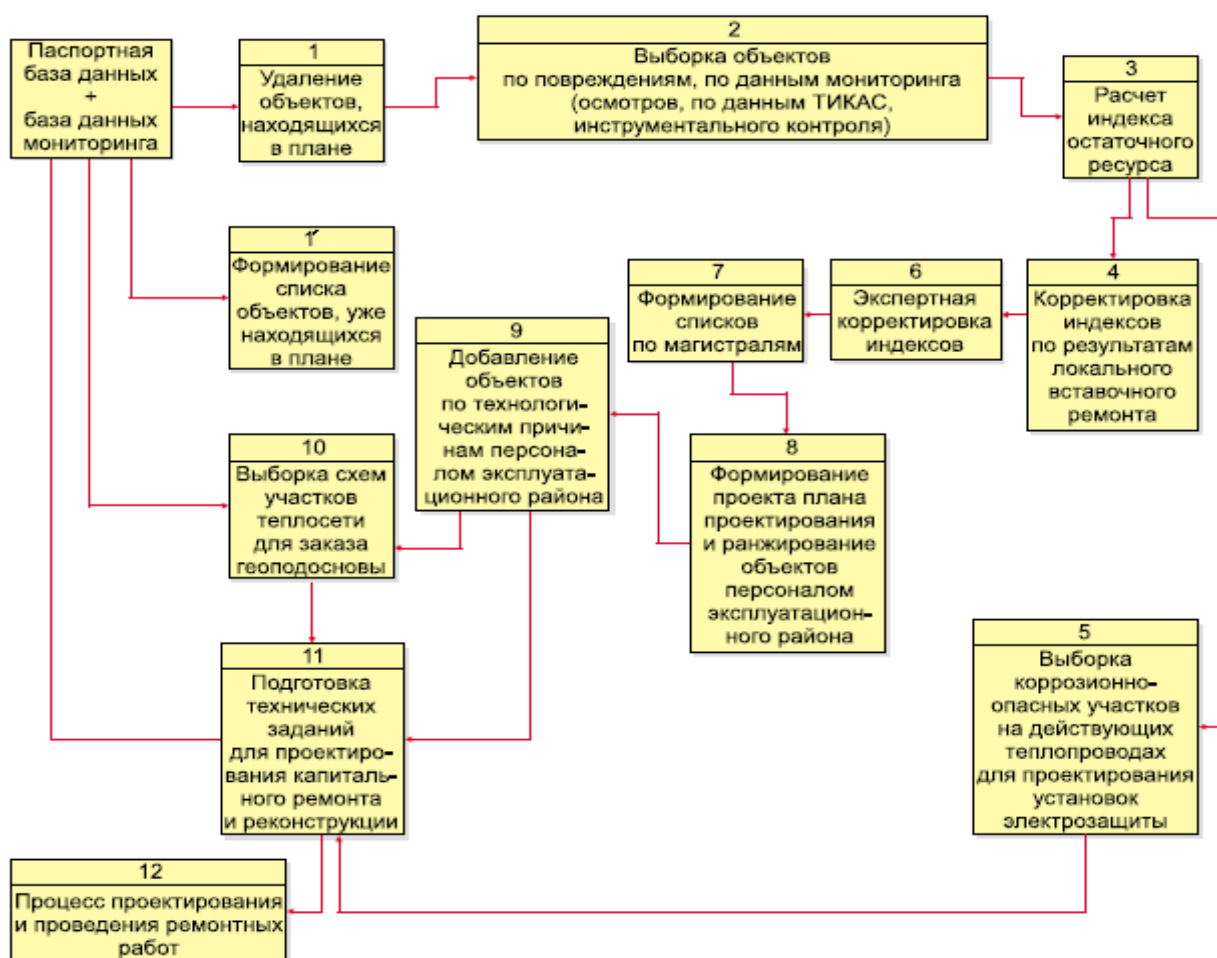 Паспортная
база данных
+
база данных
мониторинга
1
Удаление
объектов,
находящихся
в плане
2
Выборка объектов
по повреждениям, по данным мониторинга
(осмотров, по данным ТИКАС,
инструментального контроля)
3
Расчет
индекса
остаточного
ресурса
1'
Формирование
списка
объектов, уже
находящихся
в плане
9
Добавление
объектов
по технологи-
ческим причи-
нам персона-
лом эксплуата-
ционного района
7
Формирование
списков
по магистралям
6
Экспертная
корректировка
индексов
4
Корректировка
индексов
по результатам
локального
вставочного
ремонта
10
Выборка схем
участков
теплосети
для заказа
геоподосновы
8
Формирование
проекта плана
проектирования
и ранжирование
объектов
персоналом
эксплуатацион-
ного района
11
Подготовка
технических
заданий
для проектиро-
вания капиталь-
ного ремонта
и реконструкции
5
Выборка
коррозионно-
опасных участков
на действующих
теплопроводах
для проектирования
установок
электрозащиты
12
Процесс проектирования
и проведения ремонтных
работ